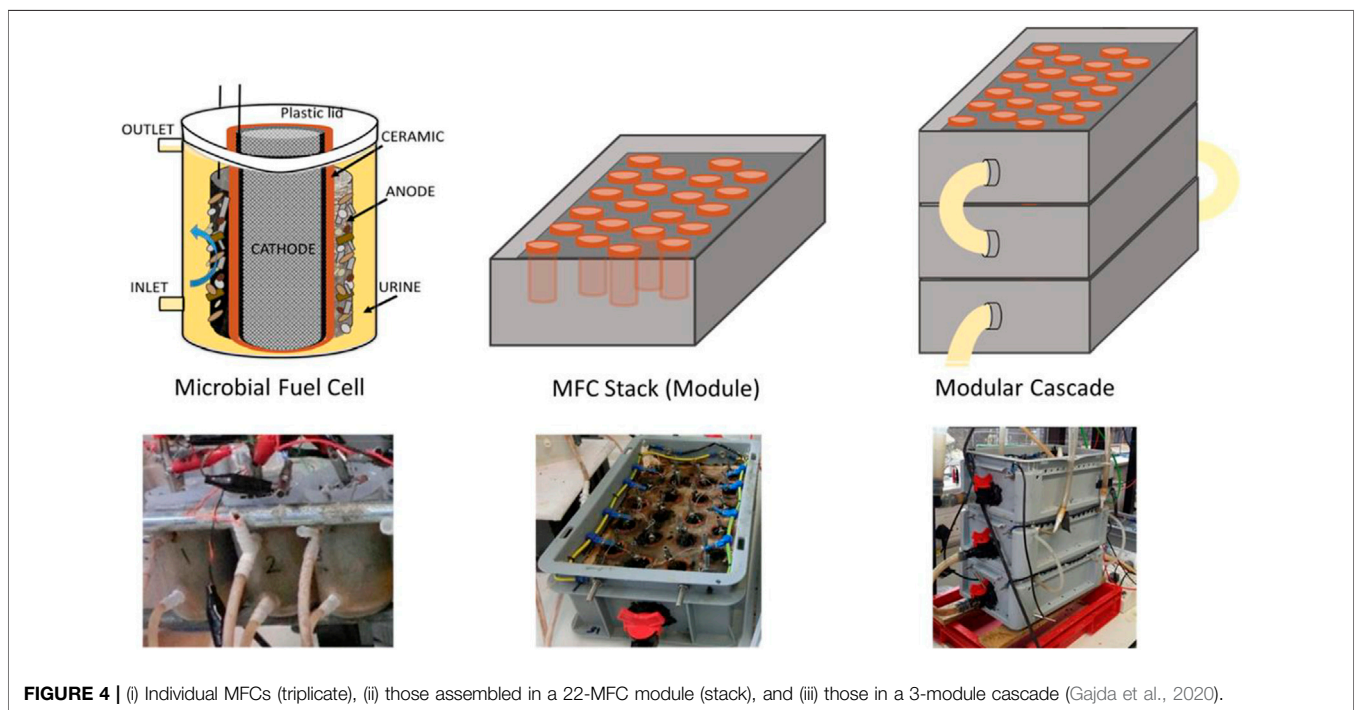 Plastic lid
OUTLET
CERAMIC
ANODE
CATHODE
INLET
URINE
Microbial Fuel Cell
MFC Stack (Module)
Modular Cascade
2
FIGURE 4 | (i) Individual MFCs (triplicate), (ii) those assembled in a 22-MFC module (stack), and (iii) those in a 3-module cascade (Gajda et al., 2020).